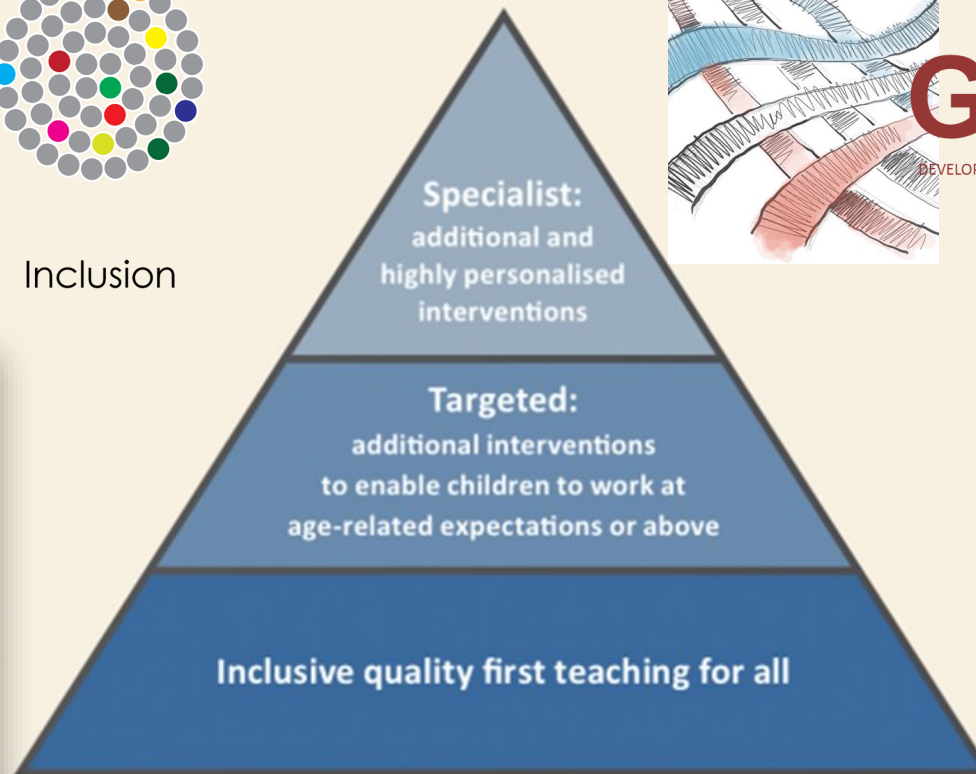 Inclusion
G
DEVELOP
Specialist:
additional and
highly personalised
interventions
Targeted:
additional interventions
to enable children to work at
age-related expectations or above
Inclusive quality first teaching for all